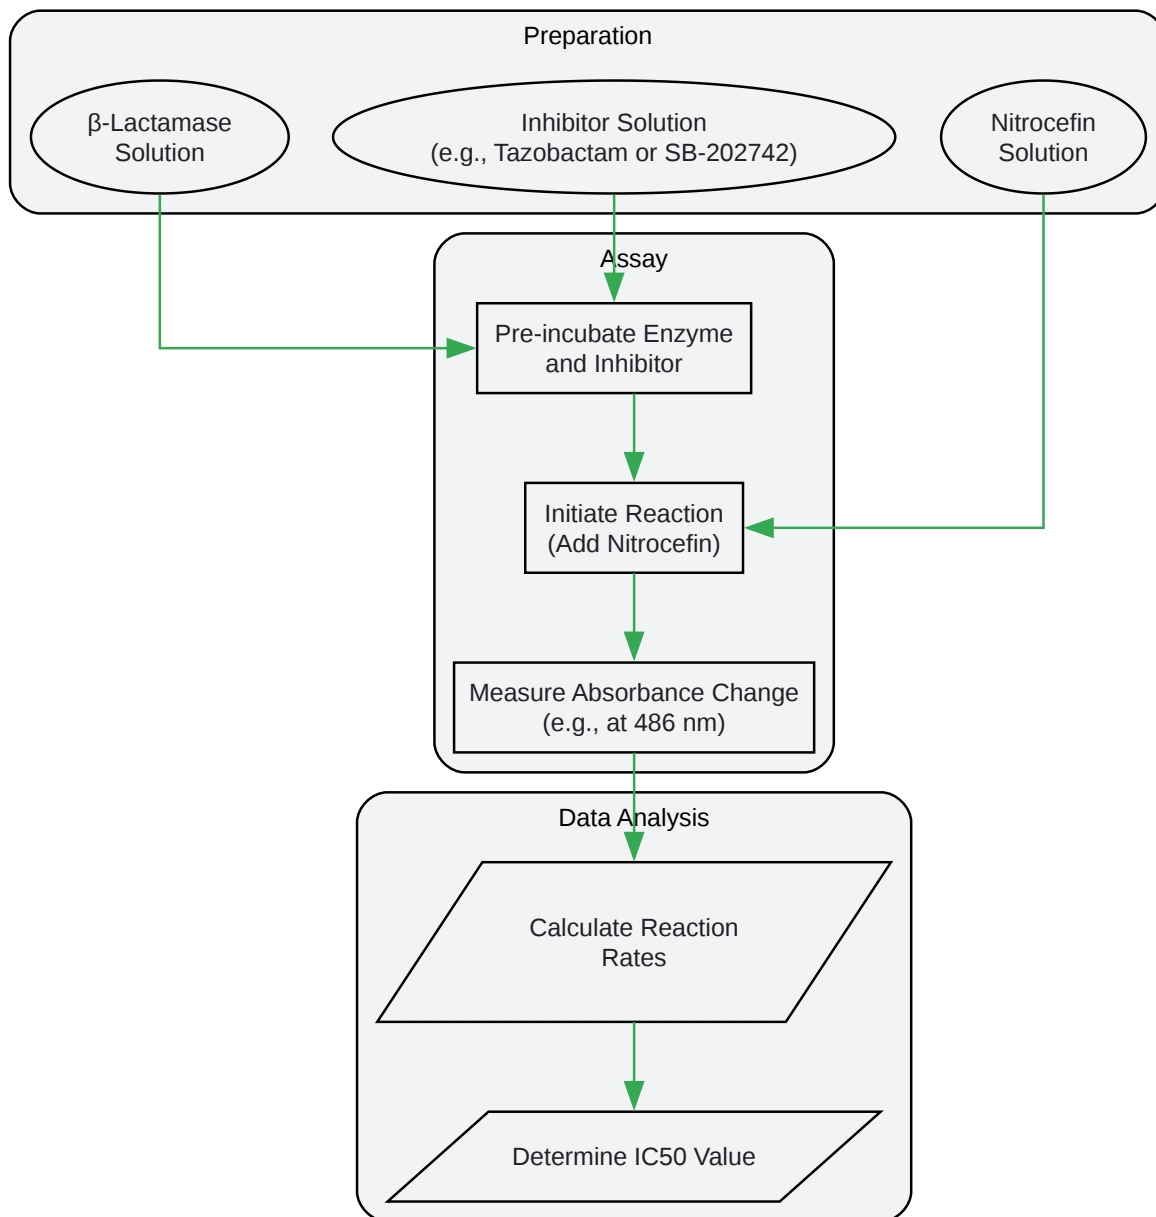 Preparation
β-Lactamase
Solution
Inhibitor Solution
(e.g., Tazobactam or SB-202742)
Nitrocefin
Solution
Assay
Pre-incubate Enzyme
and Inhibitor
Initiate Reaction
(Add Nitrocefin)
Measure Absorbance Change
(e.g., at 486 nm)
Data Analysis
Calculate Reaction
Rates
Determine IC50 Value